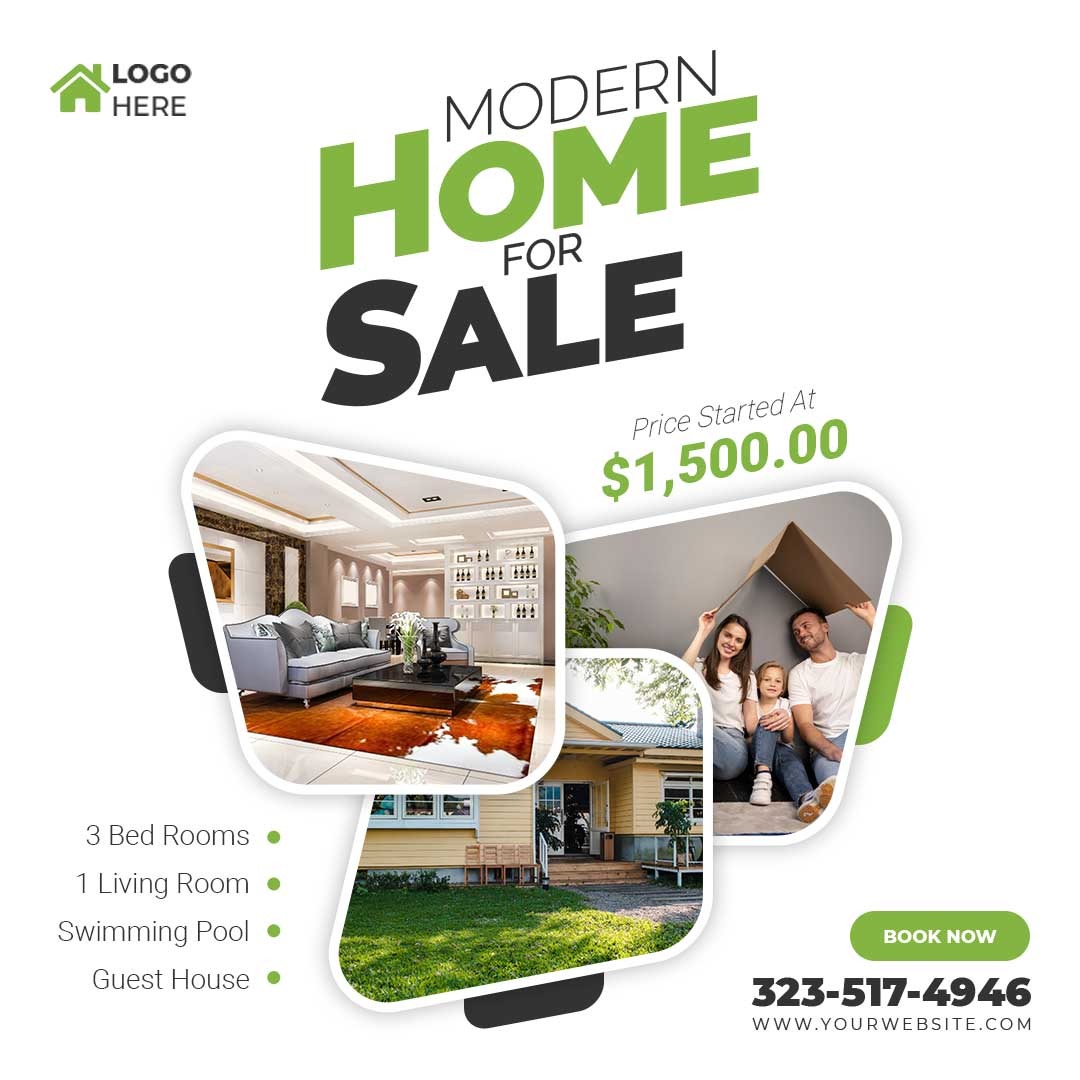 LOGO
HERE
MODERN
HOME
FOR
SALE
Price Started At
$1,500.00
3 Bed Rooms
1 Living Room
Swimming Pool
Guest House
BOOK NOW
323-517-4946
WWW.YOURWEBSITE.COM